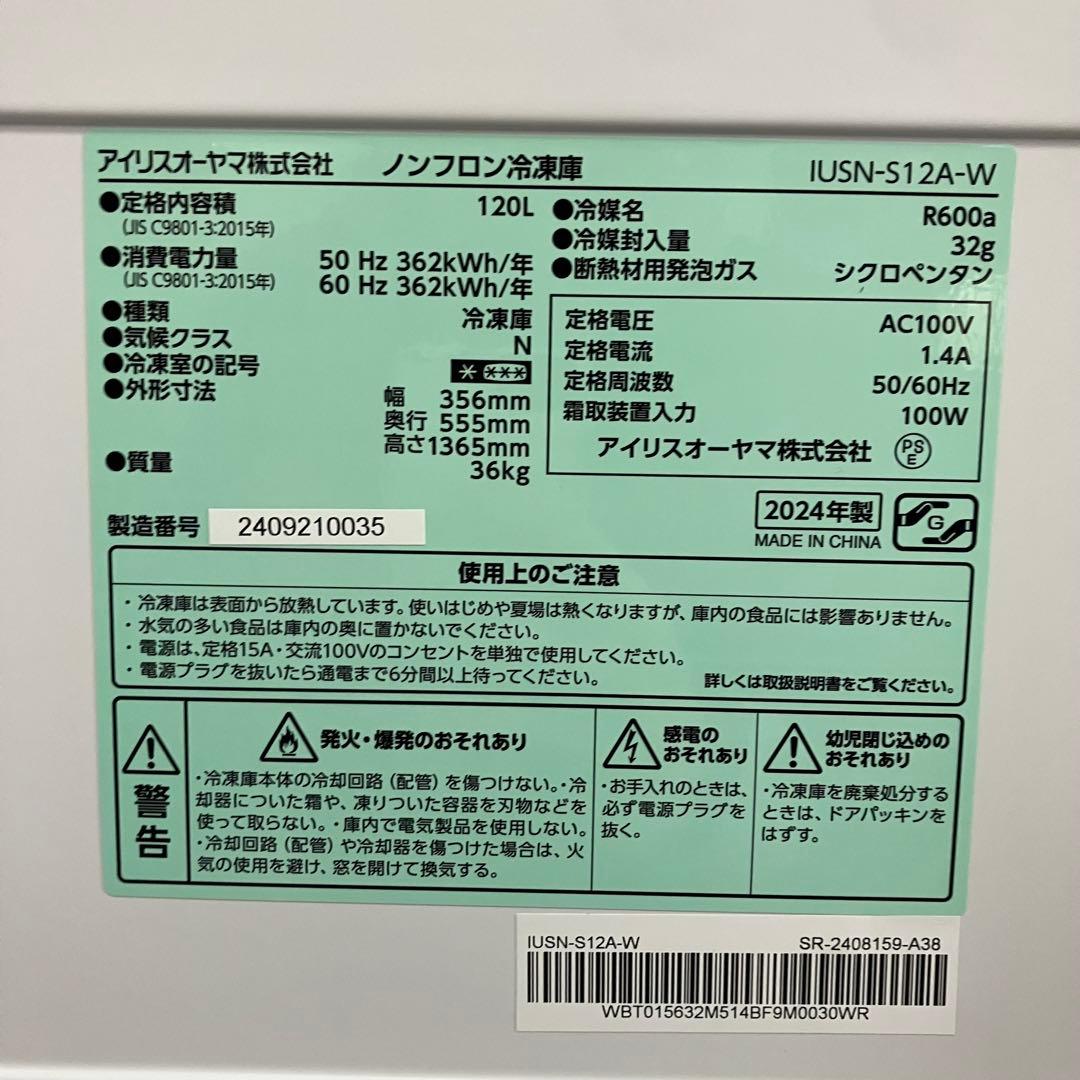 アイリスオーヤマ株式会社 ノンフロン冷凍庫 IUSN-S12A-W
●定格内容積 120L
(JIS C9801-3:2015年)
●消費電力量 50 Hz 362kWh/年
(JIS C9801-3:2015年) 60 Hz 362kWh/年
●種類 冷凍庫
●気候クラス N
●冷凍室の記号 * ***
●外形寸法 幅 356mm
奥行 555mm
高さ1365mm
●質量 36kg
●冷媒名 R600a
●冷媒封入量 32g
●断熱材用発泡ガス シクロペンタン
定格電圧 AC100V
定格電流 1.4A
定格周波数 50/60Hz
霜取装置入力 100W
アイリスオーヤマ株式会社 PSE
製造番号 2409210035
2024年製
MADE IN CHINA
G
使用上のご注意
・冷凍庫は表面から放熱しています。使いはじめや夏場は熱くなりますが、庫内の食品には影響ありません。
・水気の多い食品は庫内の奥に置かないでください。
・電源は、定格15A・交流100Vのコンセントを単独で使用してください。
・電源プラグを抜いたら通電まで6分間以上待ってください。
詳しくは取扱説明書をご覧ください。
警告
発火・爆発のおそれあり
・冷凍庫本体の冷却回路（配管）を傷つけない。・冷
却器についた霜や、凍りついた容器を刃物などを
使って取らない。・庫内で電気製品を使用しない。
・冷却回路（配管）や冷却器を傷つけた場合は、火
気の使用を避け、窓を開けて換気する。
感電の
おそれあり
・お手入れのときは、
必ず電源プラグを
抜く。
幼児閉じ込めの
おそれあり
・冷凍庫を廃棄処分する
ときは、ドアパッキンを
はずす。
IUSN-S12A-W SR-2408159-A38
WBT015632M514BF9M0030WR